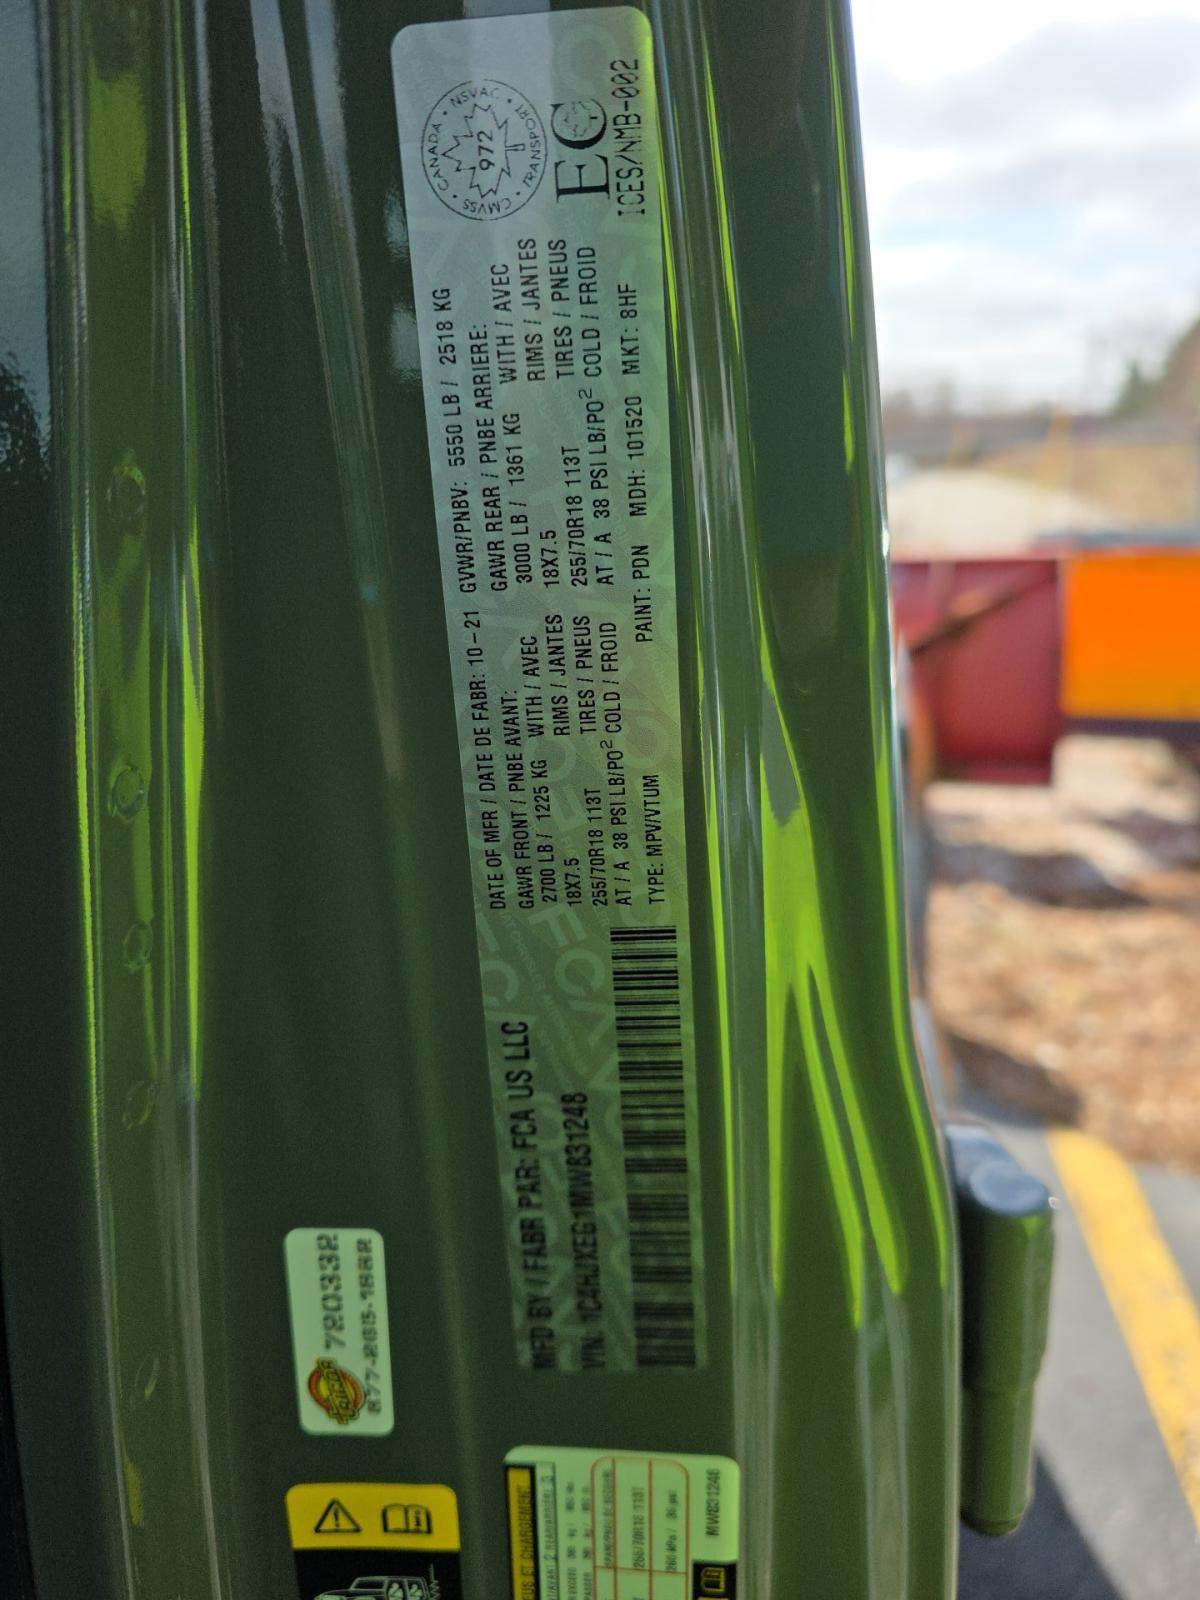 MFD BY / FABR PAR: FCA US LLC
DATE OF MFR / DATE DE FABR: 10-21 GVWR/PNBV: 5550 LB / 2518 KG
GAWR FRONT / PNBE AVANT: GAWR REAR / PNBE ARRIERE:
2700 LB / 1225 KG WITH / AVEC 3000 LB / 1361 KG WITH / AVEC
18X7.5 RIMS / JANTES 18X7.5 RIMS / JANTES
255/70R18 113T TIRES / PNEUS 255/70R18 113T TIRES / PNEUS
AT / A 38 PSI LB/PO² COLD / FROID AT / A 38 PSI LB/PO² COLD / FROID
VIN: 1C4HJXEG1MW831248
TYPE: MPV/VTUM PAINT: PDN MDH: 101520 MKT: 8HF
CANADA • NSVAC • TRANSPORT • CMVSS •
972
EC
ICES/NMB-002
720332
877-265-1888
255/70R18 113T
MW831248